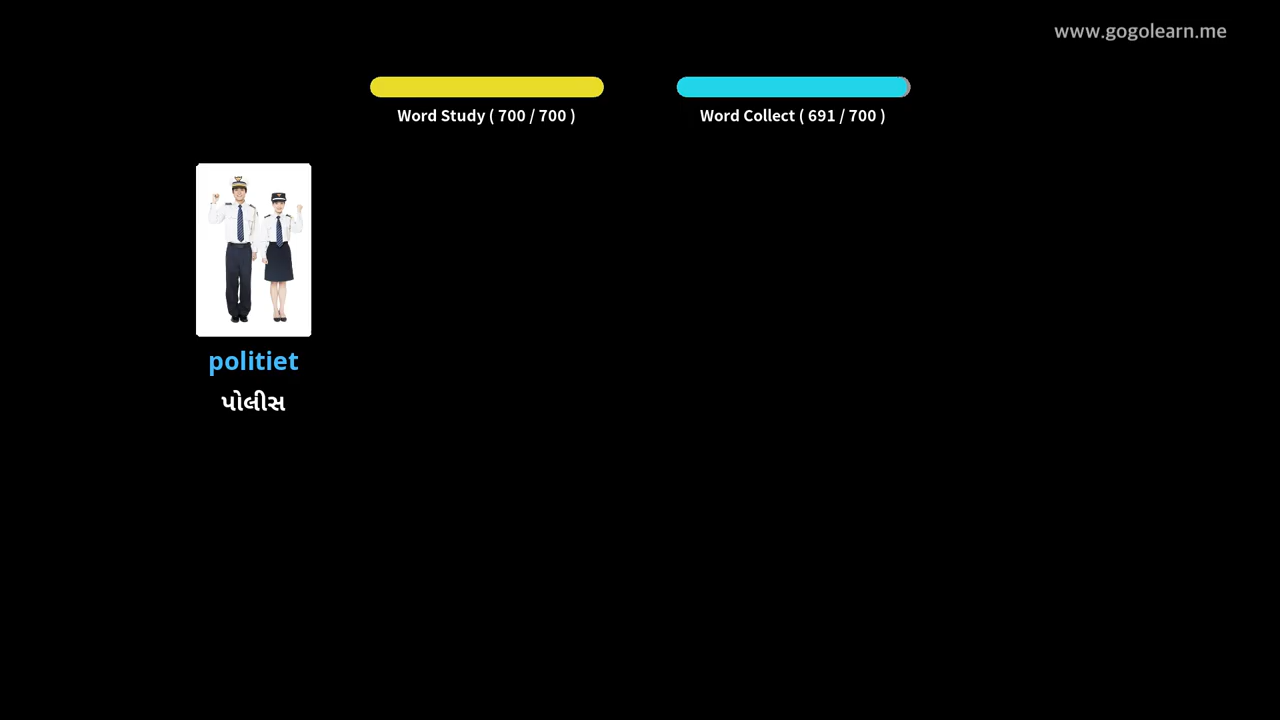 www.gogolearn.me
Word Study ( 700 / 700 )
Word Collect ( 691 / 700 )
politiet
પોલીસ